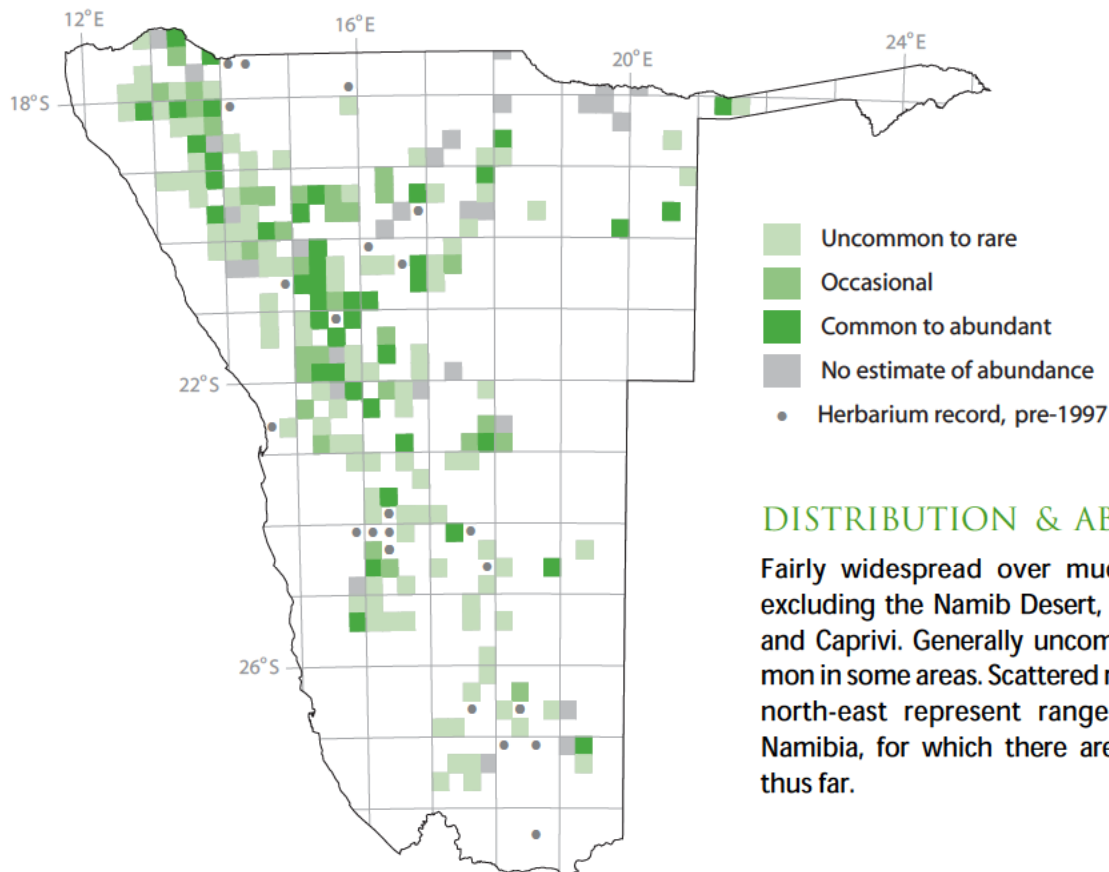 12°E
16°E
20°E
24°E
18°S
22°S
26°S
Uncommon to rare
Occasional
Common to abundant
No estimate of abundance
Herbarium record, pre-1997
DISTRIBUTION & AB
Fairly widespread over muc
excluding the Namib Desert,
and Caprivi. Generally uncom
mon in some areas. Scattered r
north-east represent range
Namibia, for which there are
thus far.